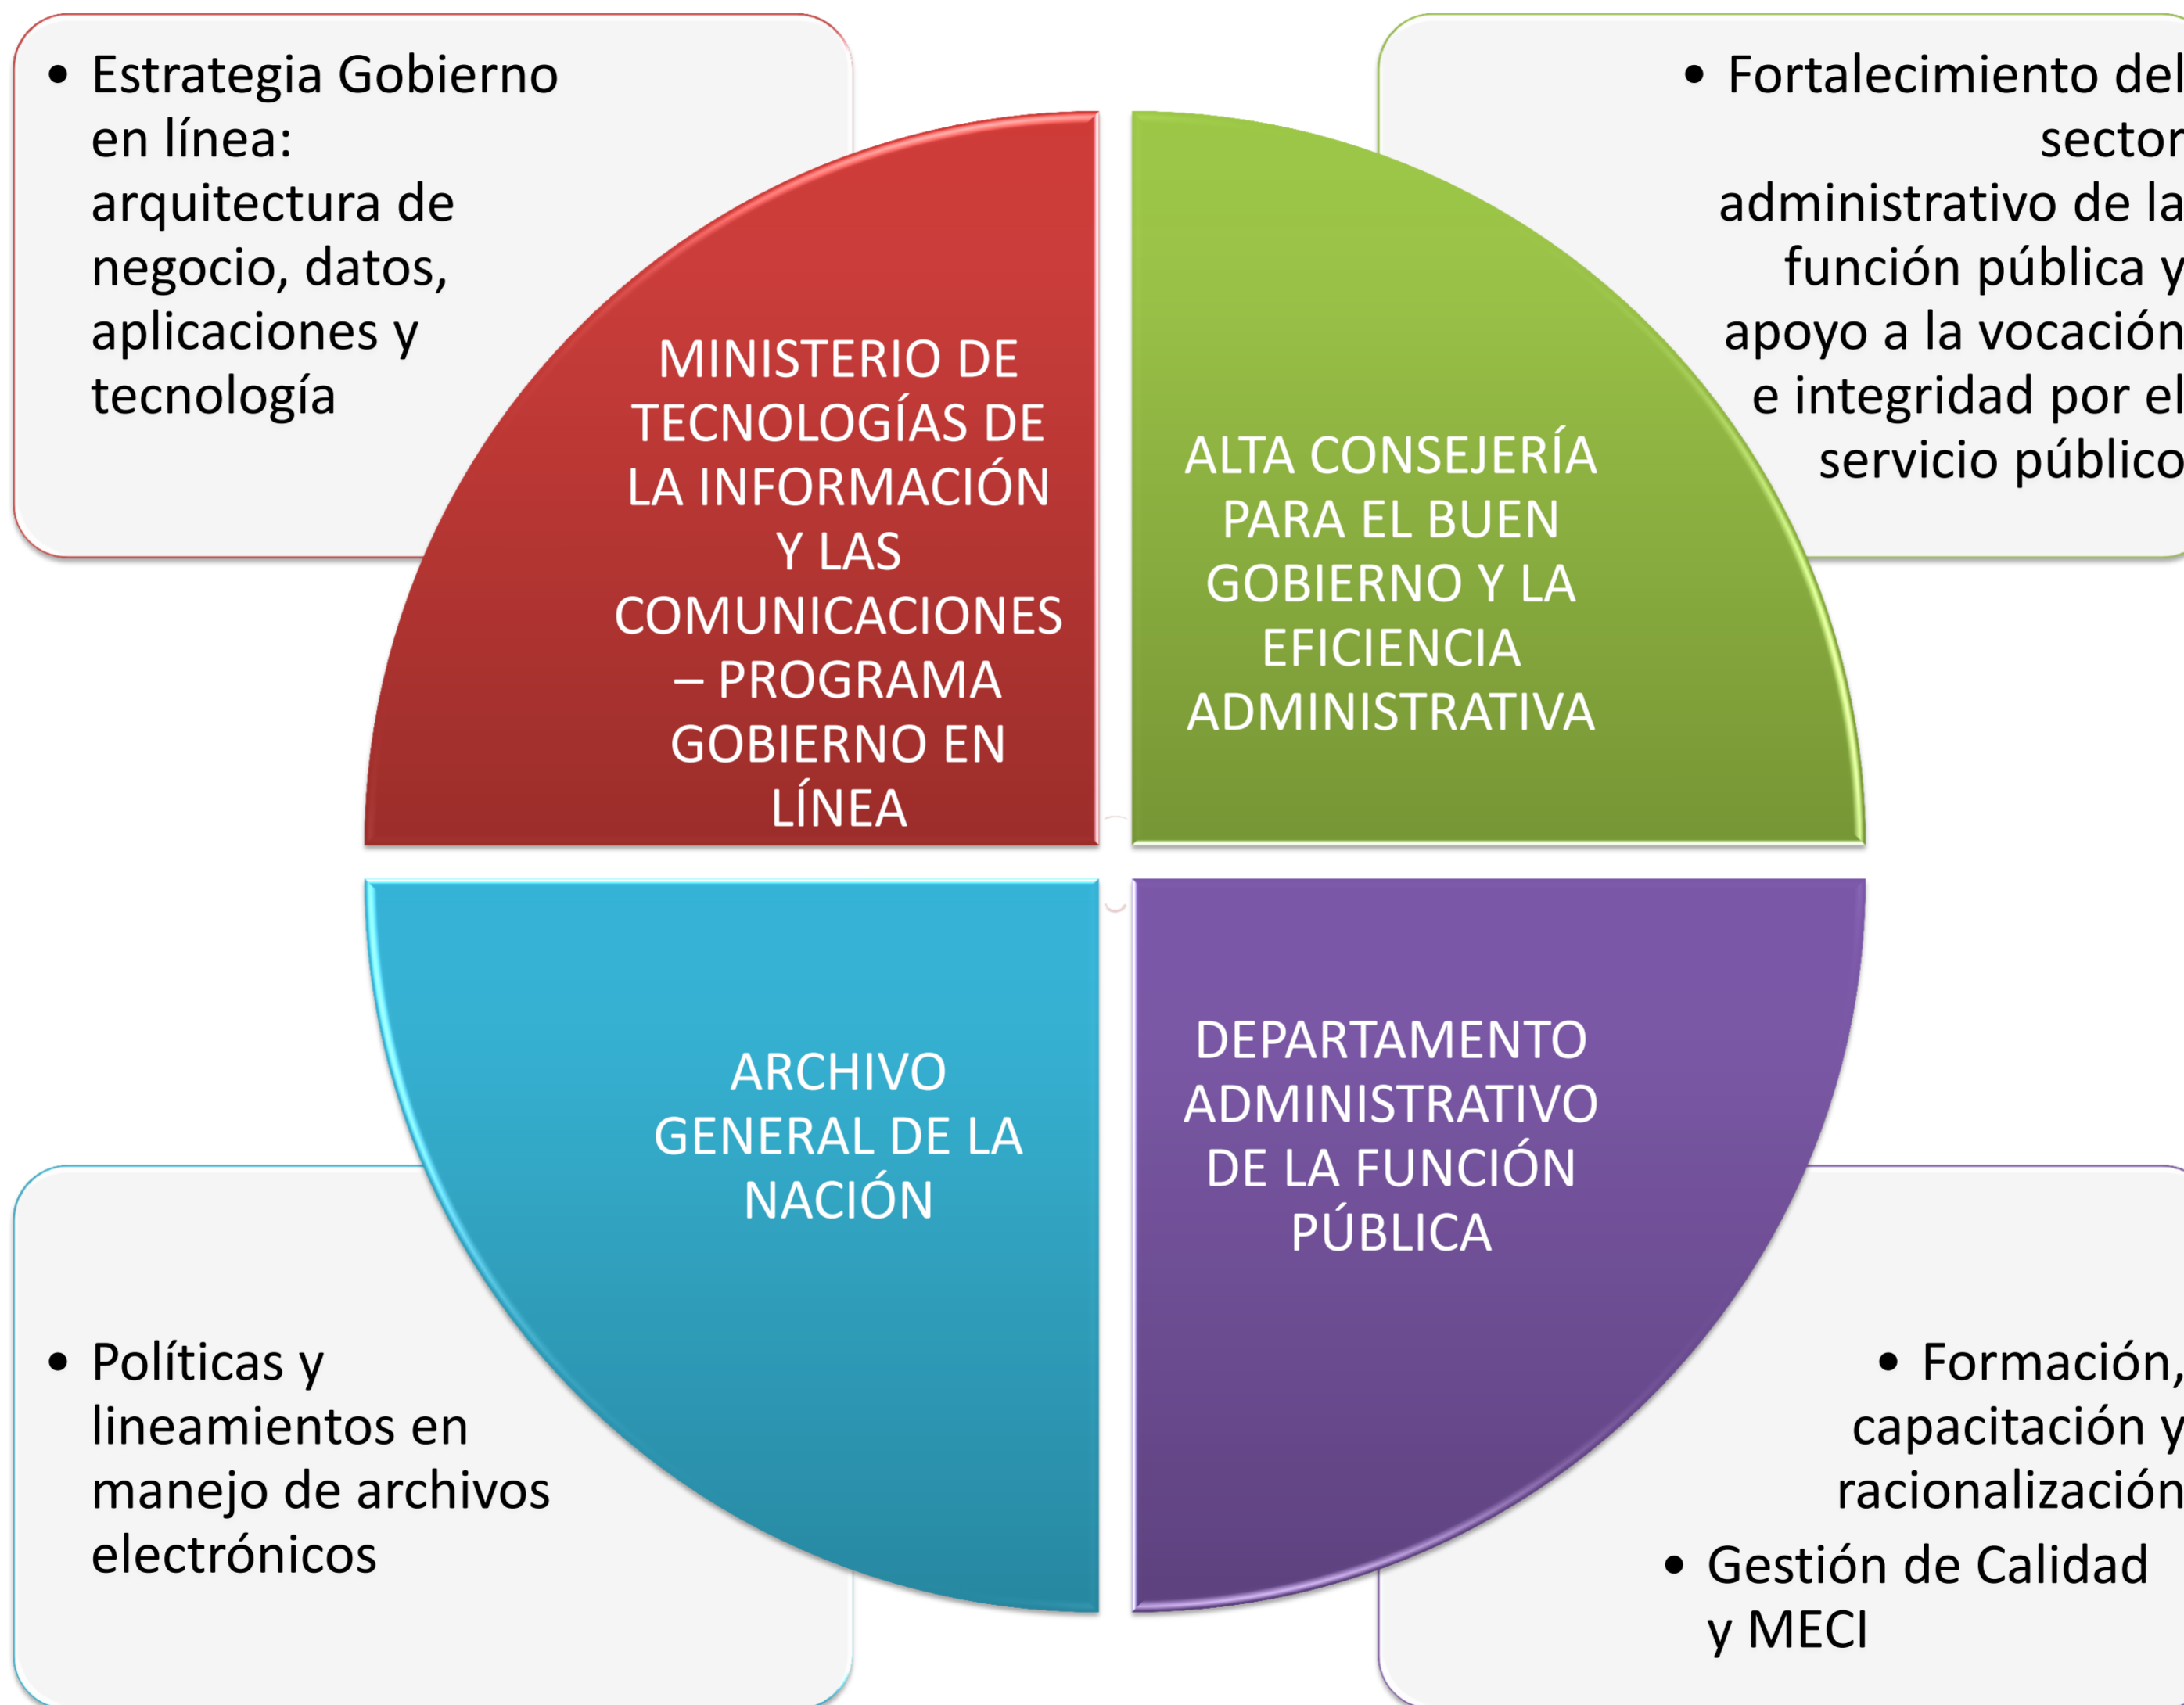 • Estrategia Gobierno
en línea:
arquitectura de
negocio, datos,
aplicaciones y
tecnología
• Fortalecimiento del
sector
administrativo de la
función pública y
apoyo a la vocación
e integridad por el
servicio público
MINISTERIO DE
TECNOLOGÍAS DE
LA INFORMACIÓN
Y LAS
COMUNICACIONES
– PROGRAMA
GOBIERNO EN
LÍNEA
ALTA CONSEJERÍA
PARA EL BUEN
GOBIERNO Y LA
EFICIENCIA
ADMINISTRATIVA
ARCHIVO
GENERAL DE LA
NACIÓN
DEPARTAMENTO
ADMINISTRATIVO
DE LA FUNCIÓN
PÚBLICA
• Políticas y
lineamientos en
manejo de archivos
electrónicos
• Formación,
capacitación y
racionalización
• Gestión de Calidad
y MECI